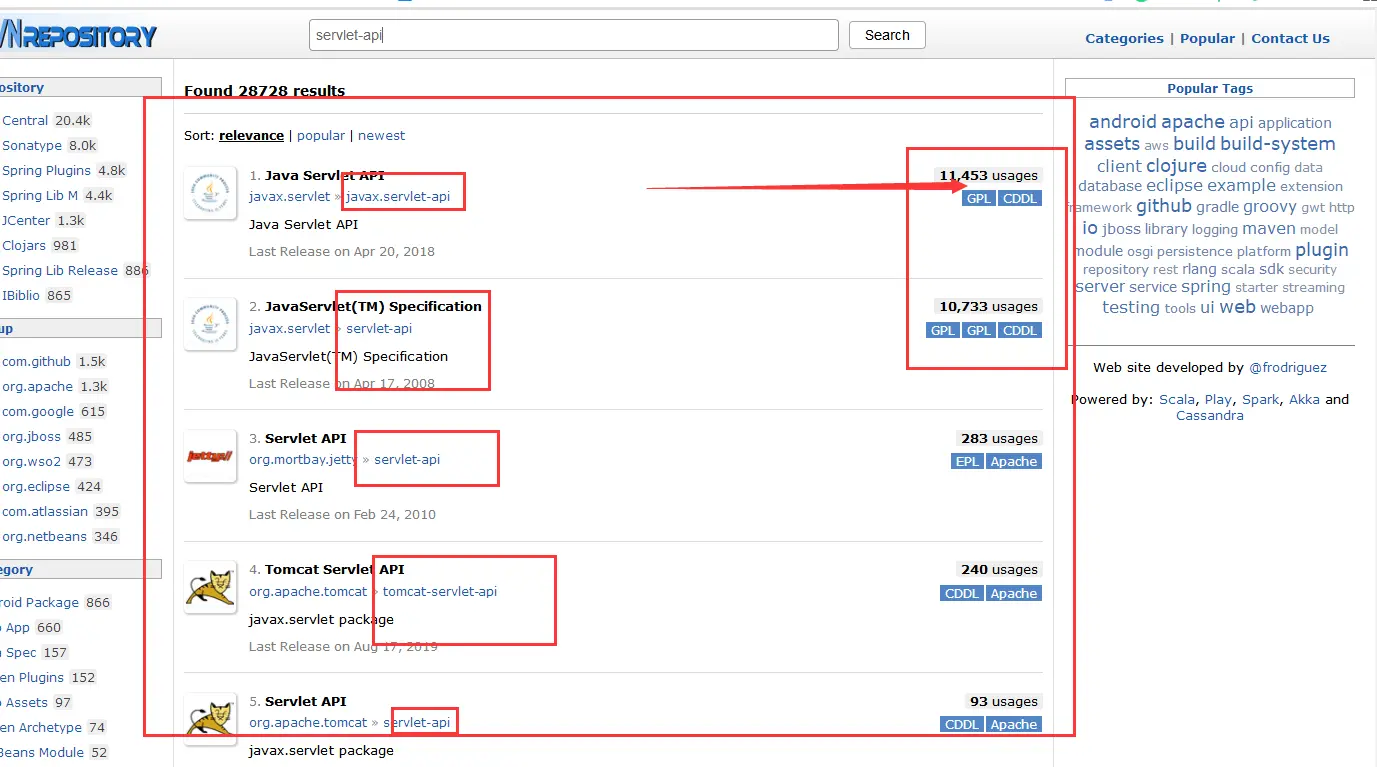 VNREPOSITORY
servlet-api
Search
Categories | Popular | Contact Us
ository
Central 20.4k
Sonatype 8.0k
Spring Plugins 4.8k
Spring Lib M 4.4k
JCenter 1.3k
Clojars 981
Spring Lib Release 886
IBiblio 865
up
com.github 1.5k
org.apache 1.3k
com.google 615
org.jboss 485
org.wso2 473
org.eclipse 424
com.atlassian 395
org.netbeans 346
egory
roid Package 866
App 660
Spec 157
en Plugins 152
Assets 97
en Archetype 74
Beans Module 52
Found 28728 results
Sort: relevance | popular | newest
1. Java Servlet API
11,453 usages
javax.servlet » javax.servlet-api
GPL CDDL
Java Servlet API
Last Release on Apr 20, 2018
2. JavaServlet(TM) Specification
10,733 usages
javax.servlet » servlet-api
GPL GPL CDDL
JavaServlet(TM) Specification
Last Release on Apr 17, 2008
3. Servlet API
283 usages
org.mortbay.jetty » servlet-api
EPL Apache
jetty://
Servlet API
Last Release on Feb 24, 2010
4. Tomcat Servlet API
240 usages
org.apache.tomcat » tomcat-servlet-api
CDDL Apache
javax.servlet package
Last Release on Aug 17, 2019
5. Servlet API
93 usages
org.apache.tomcat » servlet-api
CDDL Apache
javax.servlet package
Popular Tags
android apache api application
assets aws build build-system
client clojure cloud config data
database eclipse example extension
framework github gradle groovy gwt http
io jboss library logging maven model
module osgi persistence platform plugin
repository rest rlang scala sdk security
server service spring starter streaming
testing tools ui web webapp
Web site developed by @frodriguez
Powered by: Scala, Play, Spark, Akka and
Cassandra